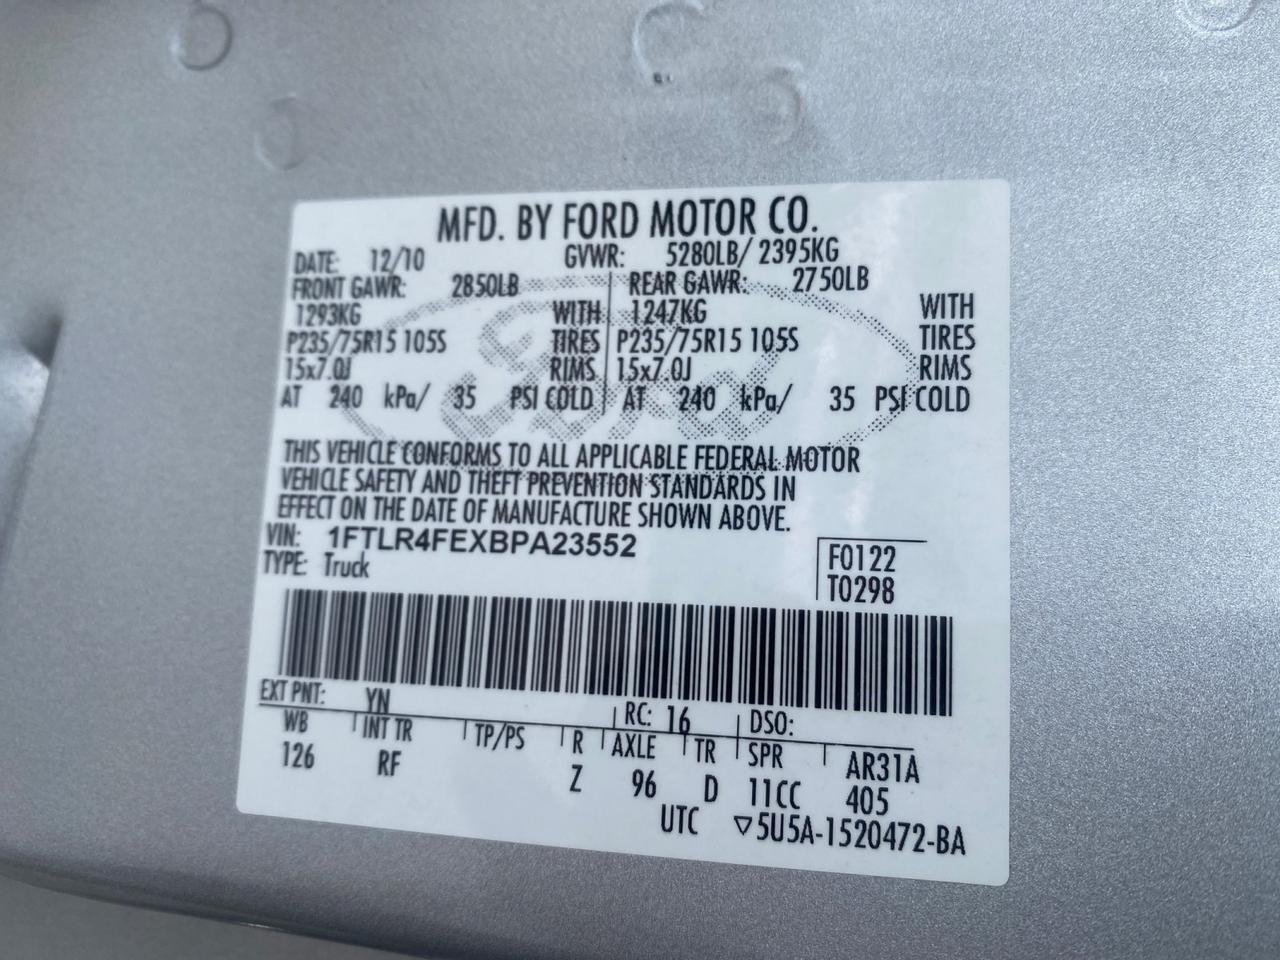 MFD. BY FORD MOTOR CO.
DATE: 12/10 GVWR: 5280LB/ 2395KG
FRONT GAWR: 2850LB REAR GAWR: 2750LB
1293KG WITH 1247KG WITH
P235/75R15 105S TIRES P235/75R15 105S TIRES
15x7.0J RIMS 15x7.0J RIMS
AT 240 kPa/ 35 PSI COLD AT 240 kPa/ 35 PSI COLD
Ford
THIS VEHICLE CONFORMS TO ALL APPLICABLE FEDERAL MOTOR
VEHICLE SAFETY AND THEFT PREVENTION STANDARDS IN
EFFECT ON THE DATE OF MANUFACTURE SHOWN ABOVE.
VIN: 1FTLR4FEXBPA23552
TYPE: Truck
F0122
T0298
EXT PNT: YN RC: 16 DSO:
WB INT TR TP/PS R AXLE TR SPR AR31A
126 RF Z 96 D 11CC 405
UTC ▽5U5A-1520472-BA